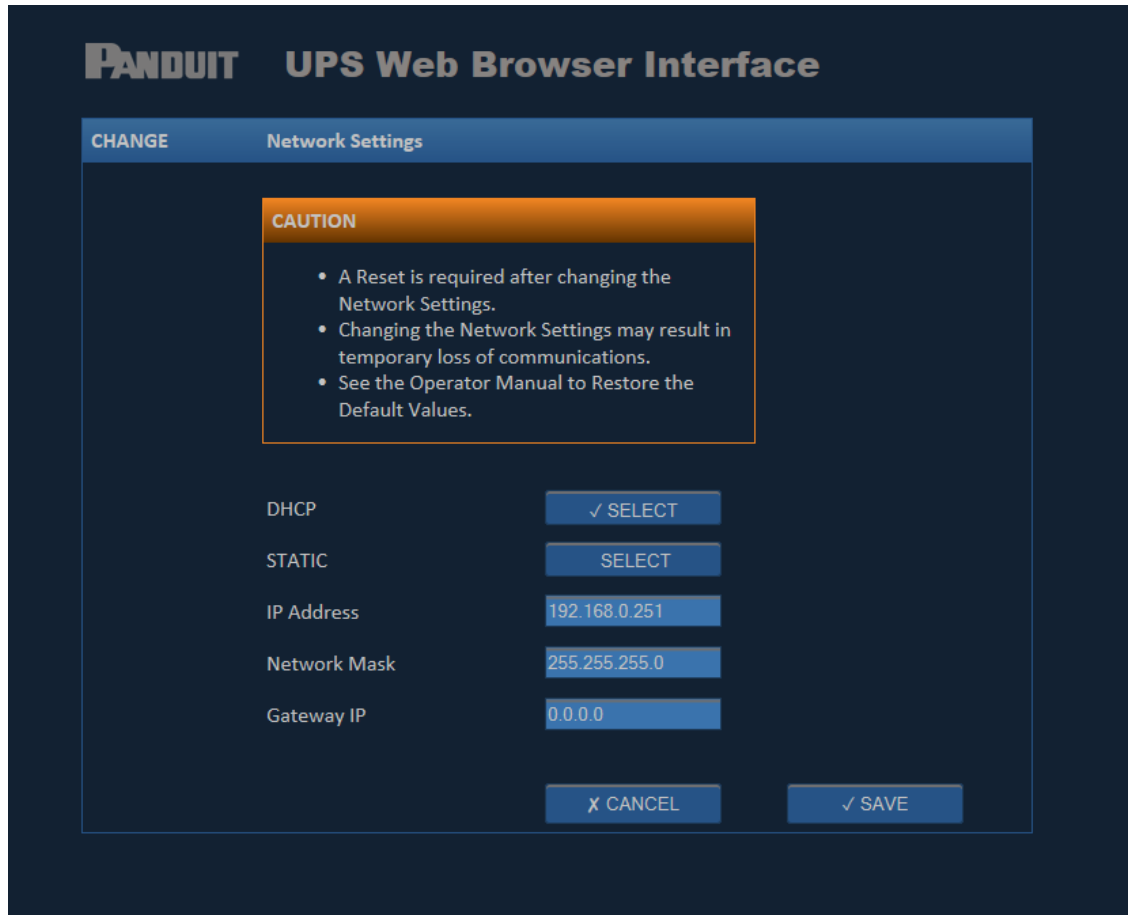 PANDUIT UPS Web Browser Interface
CHANGE Network Settings
CAUTION
• A Reset is required after changing the
Network Settings.
• Changing the Network Settings may result in
temporary loss of communications.
• See the Operator Manual to Restore the
Default Values.
DHCP ✓ SELECT
STATIC SELECT
IP Address 192.168.0.251
Network Mask 255.255.255.0
Gateway IP 0.0.0.0
✗ CANCEL ✓ SAVE